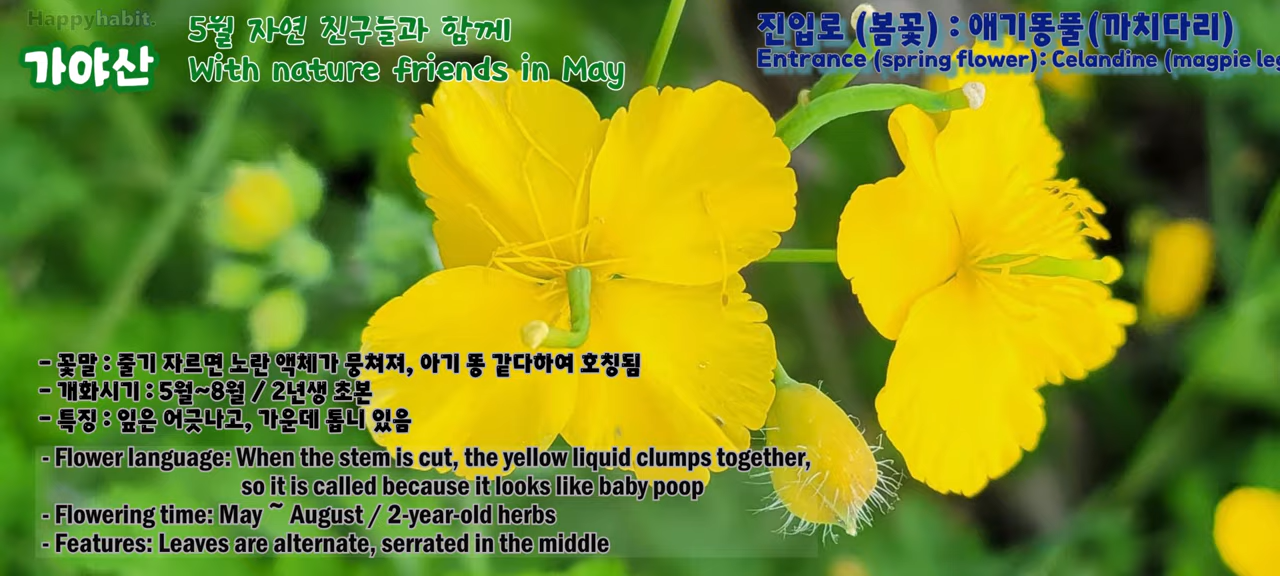 Happyhabit.
가야산
5월 자연 친구들과 함께
With nature friends in May
진입로 (봄꽃) : 애기똥풀(까치다리)
Entrance (spring flower): Celandine (magpie leg
- 꽃말 : 줄기 자르면 노란 액체가 뭉쳐져, 아기 똥 같다하여 호칭됨
- 개화시기 : 5월~8월 / 2년생 초본
- 특징 : 잎은 어긋나고, 가운데 톱니 있음
- Flower language: When the stem is cut, the yellow liquid clumps together,
so it is called because it looks like baby poop
- Flowering time: May ~ August / 2-year-old herbs
- Features: Leaves are alternate, serrated in the middle